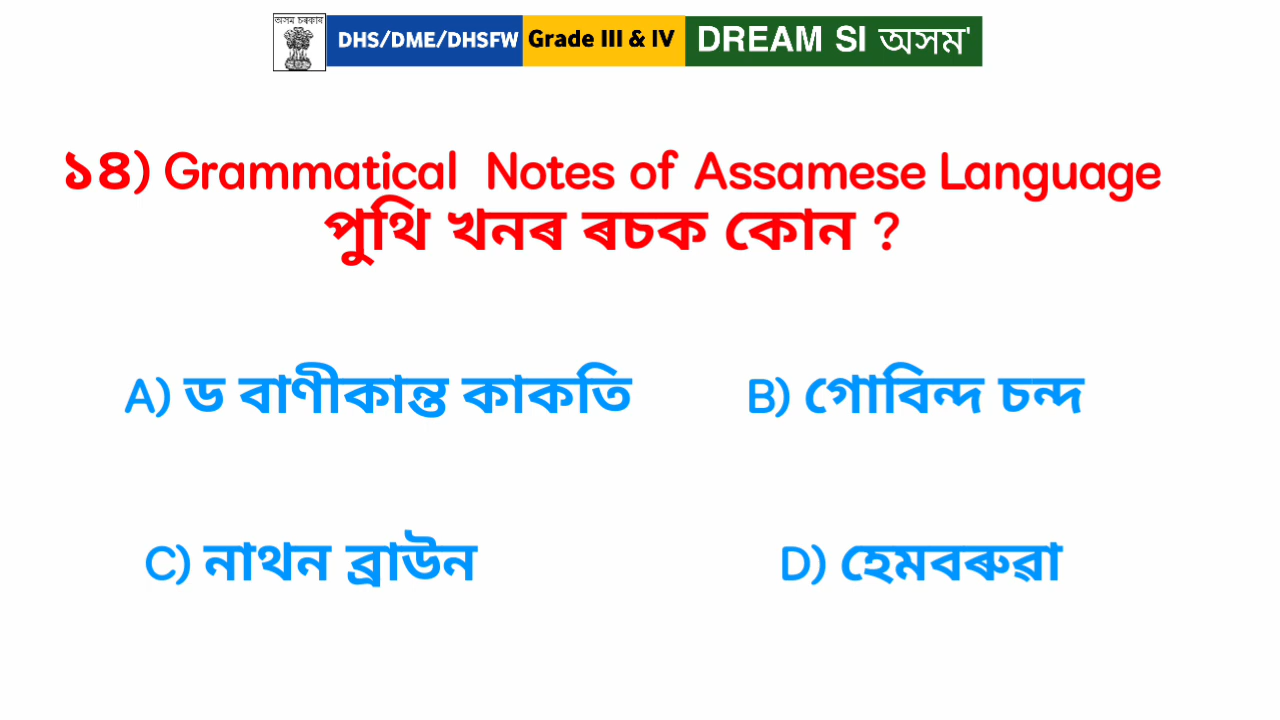 অসম চৰকাৰ
DHS/DME/DHSFW Grade III & IV DREAM SI অসম'
১৪) Grammatical Notes of Assamese Language
পুথি খনৰ ৰচক কোন ?
A) ড বাণীকান্ত কাকতি B) গোবিন্দ চন্দ
C) নাথন ব্ৰাউন D) হেমবৰুৱা